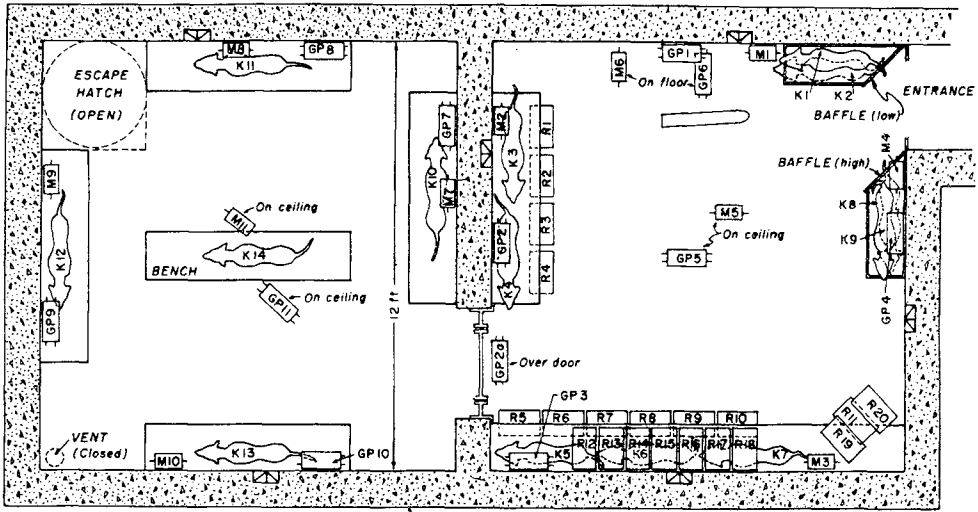 ESCAPE
HATCH
(OPEN)
M8
GP8
K11
M9
K12
GP9
M11
On ceiling
K14
BENCH
GP11
On ceiling
VENT
(Closed)
M10
K13
GP10
12 ft
GP7
K10
M7
M2
K3
GP2
K4
R1
R2
R3
R4
GP2a
Over door
GP3
M6
On floor
GP1
GP6
M1
K1
K2
BAFFLE (low)
ENTRANCE
BAFFLE (high)
M4
K8
K9
GP4
M5
On ceiling
GP5
R5
R6
R7
R8
R9
R10
K5
R12
R13
R14
K6
R15
R16
R17
R18
K7
M3
R11
R20
R19